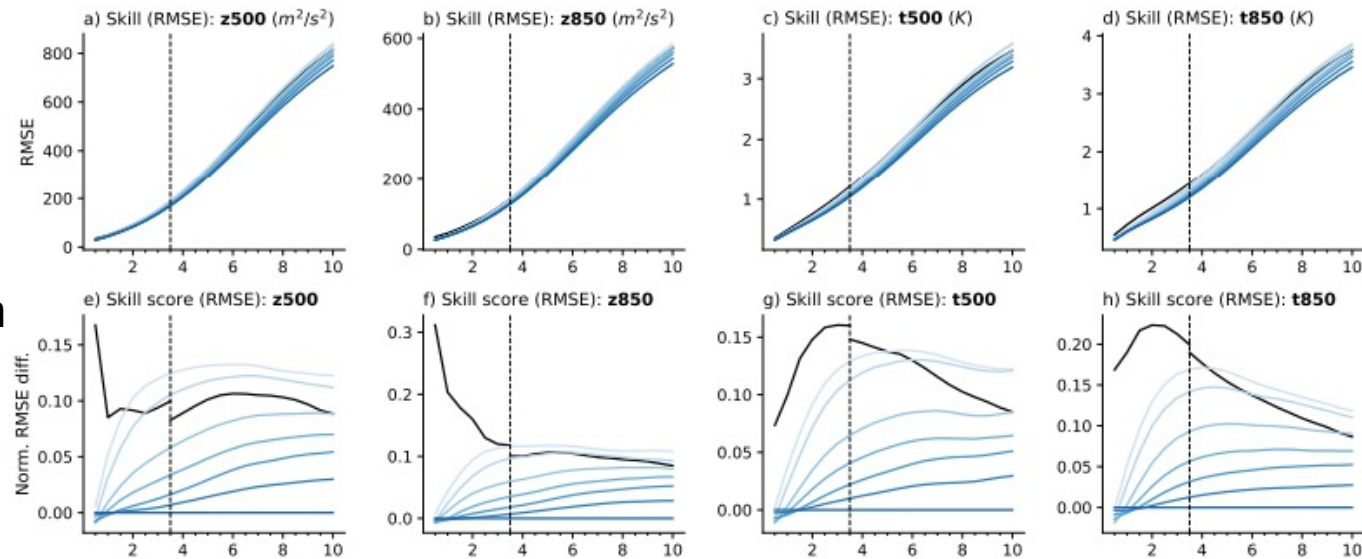 a) Skill (RMSE): z500 (m²/s²)
b) Skill (RMSE): z850 (m²/s²)
c) Skill (RMSE): t500 (K)
d) Skill (RMSE): t850 (K)
RMSE
800
600
400
200
0
2 4 6 8 10
600
400
200
0
2 4 6 8 10
3
2
1
2 4 6 8 10
4
3
2
1
2 4 6 8 10
e) Skill score (RMSE): z500
f) Skill score (RMSE): z850
g) Skill score (RMSE): t500
h) Skill score (RMSE): t850
Norm. RMSE diff.
0.15
0.10
0.05
0.00
2 4 6 8 10
0.3
0.2
0.1
0.0
2 4 6 8 10
0.15
0.10
0.05
0.00
2 4 6 8 10
0.20
0.15
0.10
0.05
0.00
2 4 6 8 10